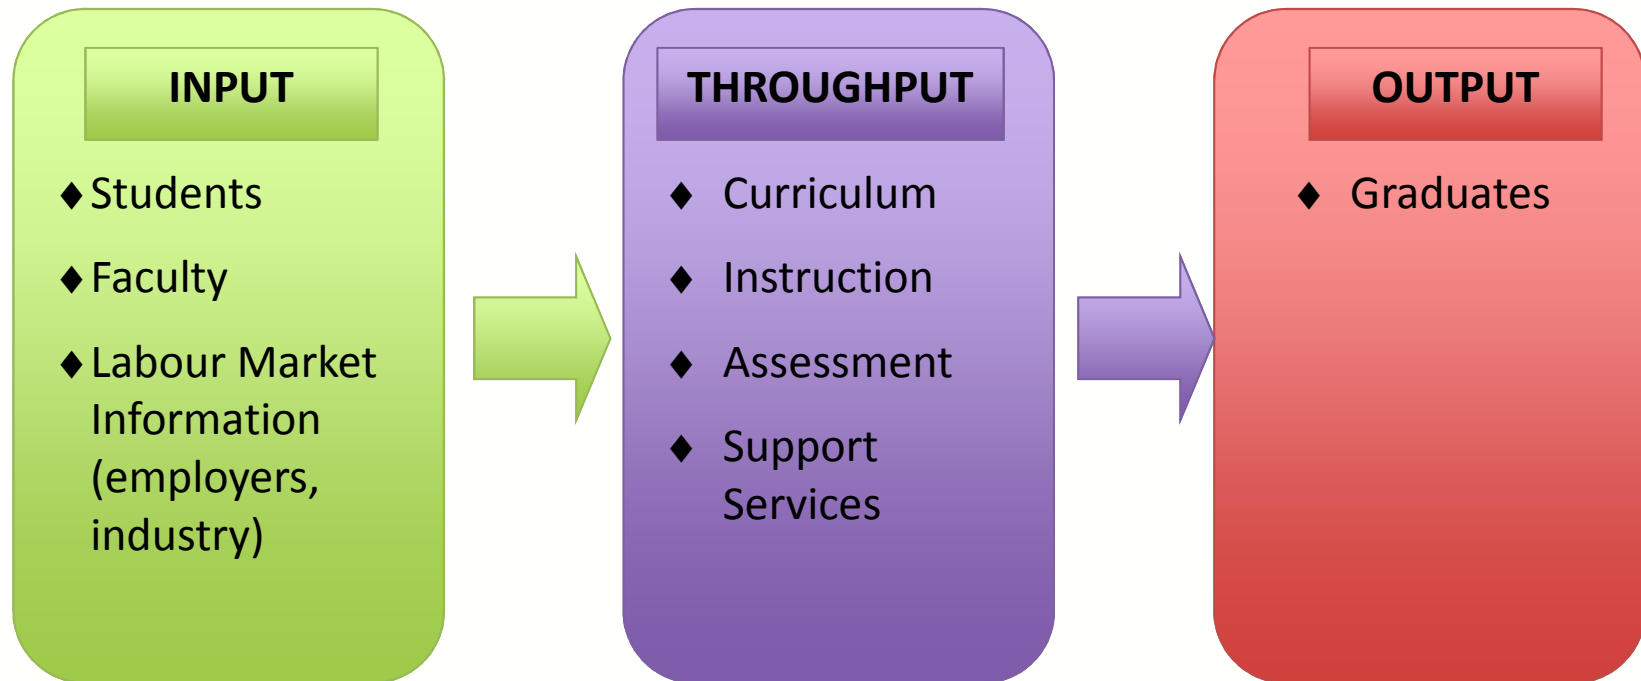 INPUT
♦ Students
♦ Faculty
♦ Labour Market
Information
(employers,
industry)
THROUGHPUT
♦ Curriculum
♦ Instruction
♦ Assessment
♦ Support
Services
OUTPUT
♦ Graduates